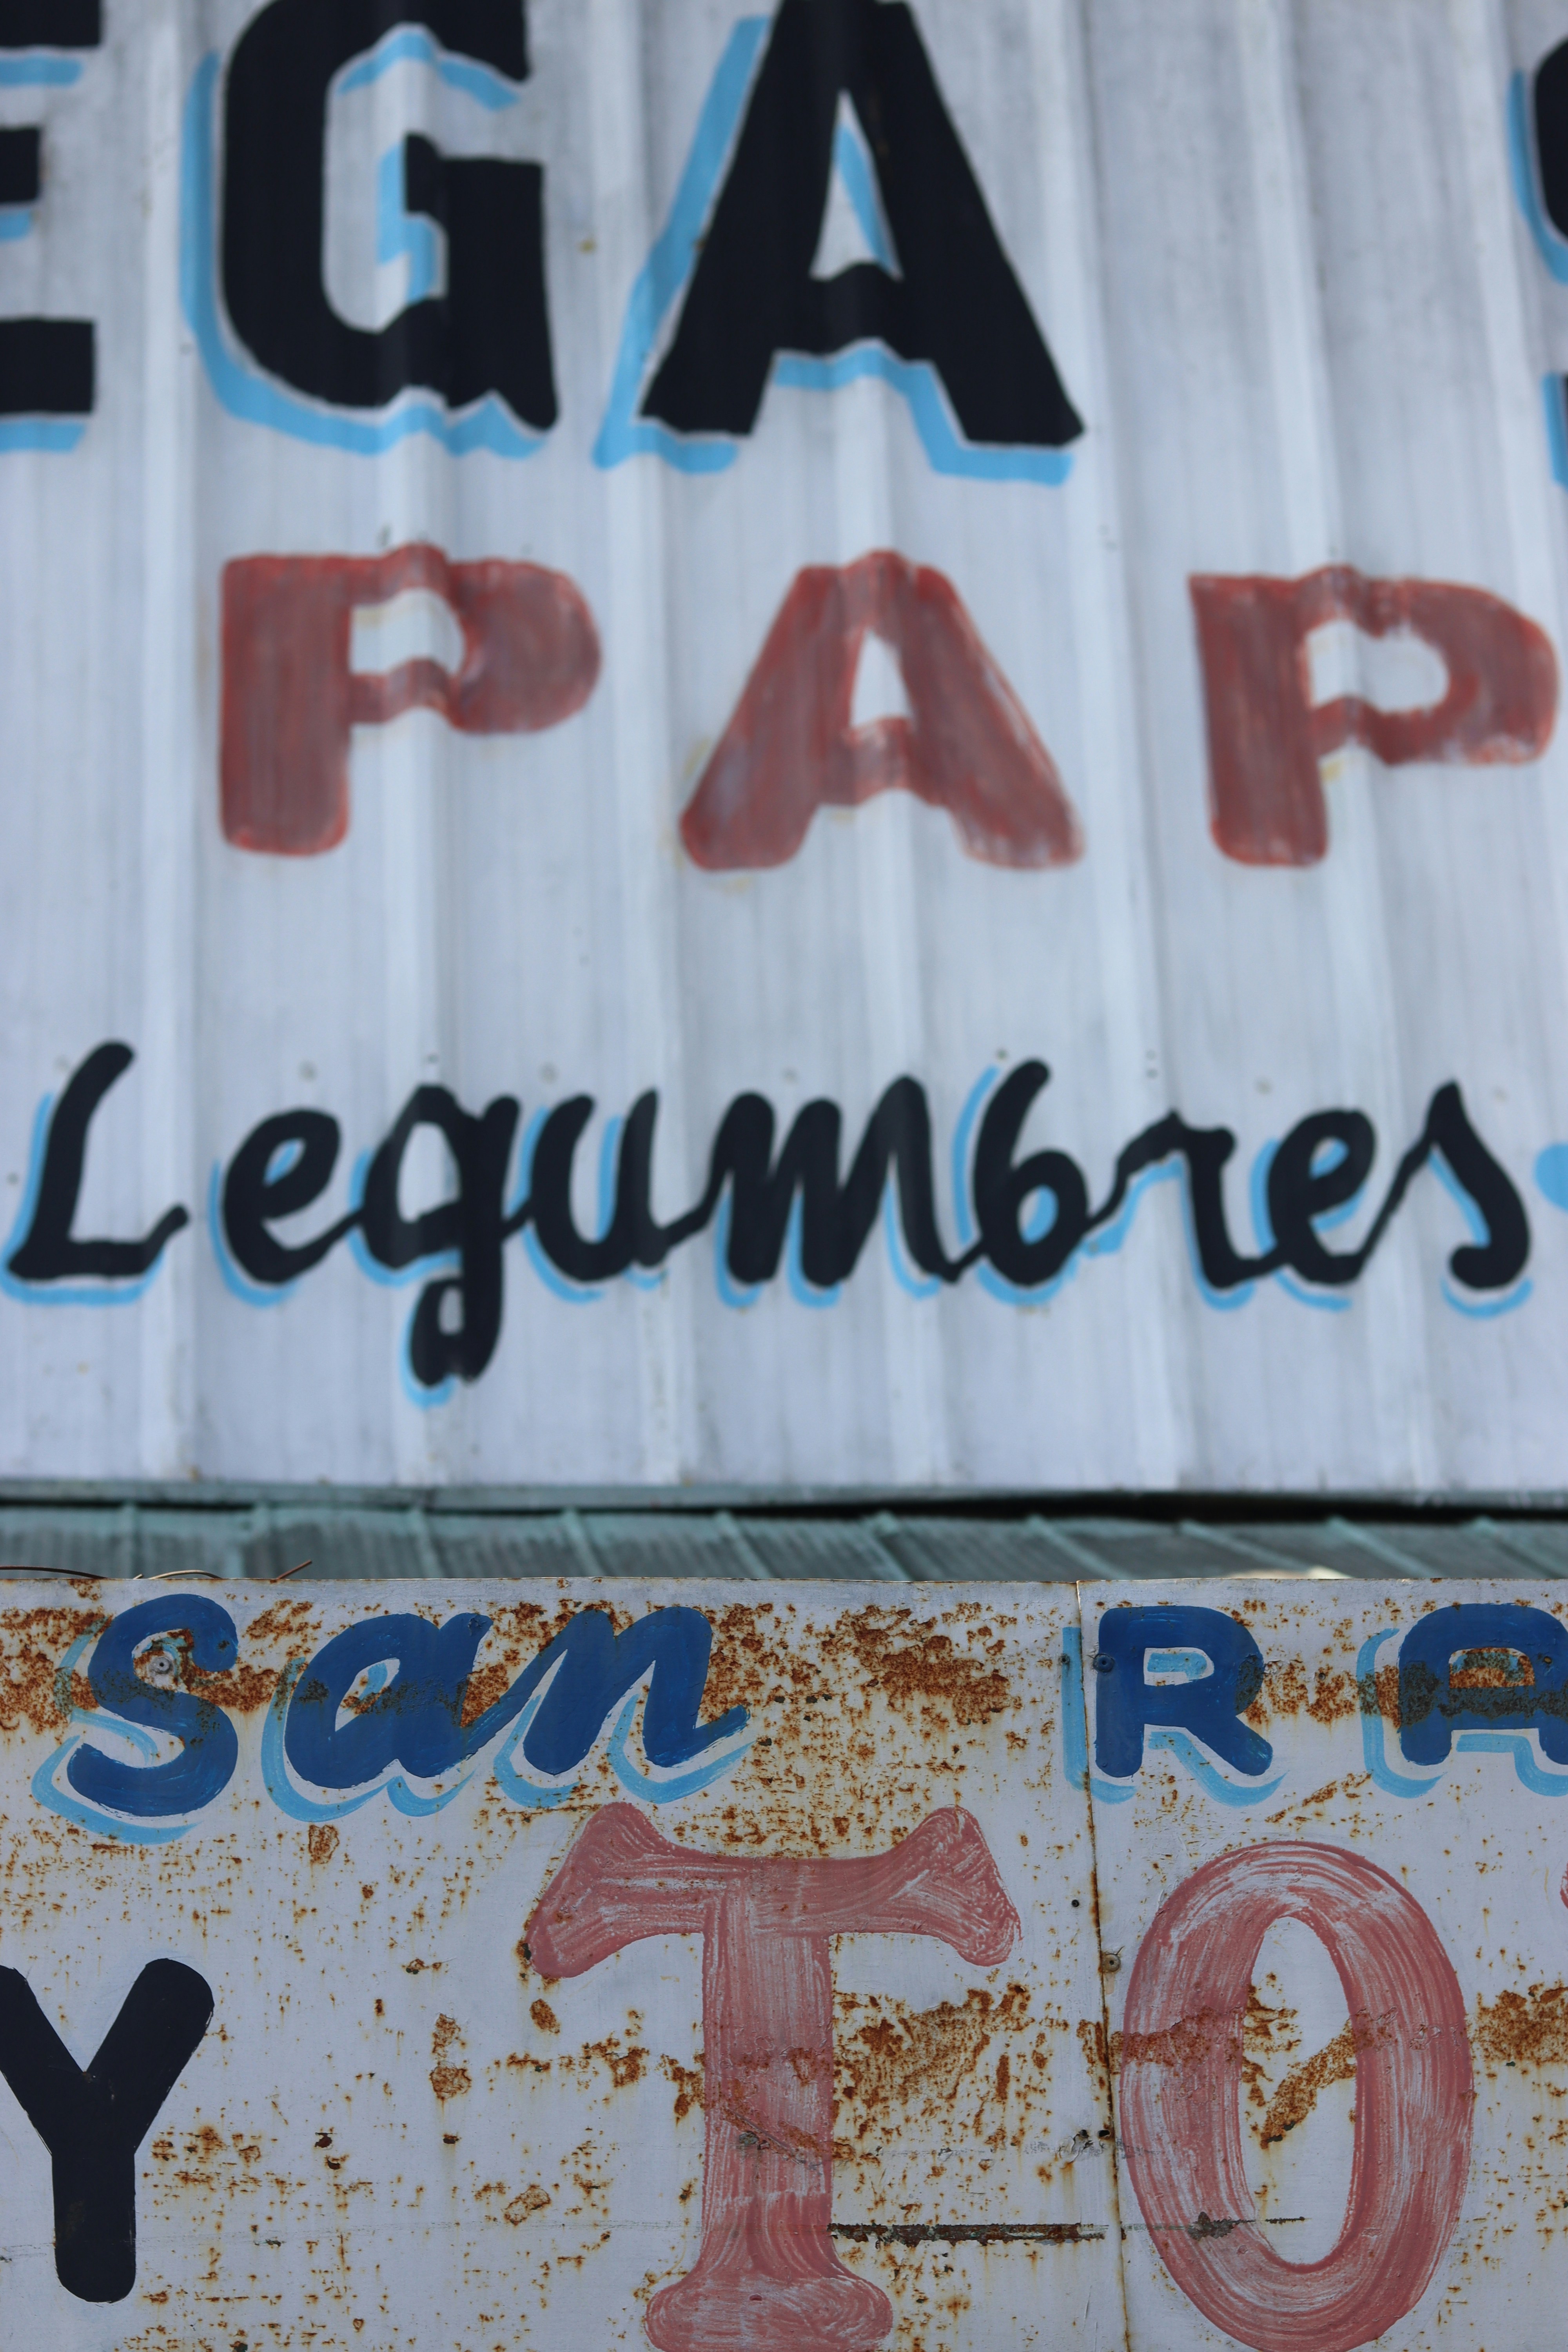 EGA
PAP
Legumbres
San RA
Y TO